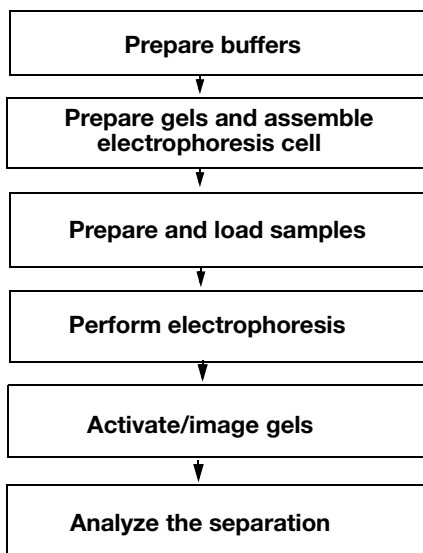 Prepare buffers
Prepare gels and assemble
electrophoresis cell
Prepare and load samples
Perform electrophoresis
Activate/image gels
Analyze the separation